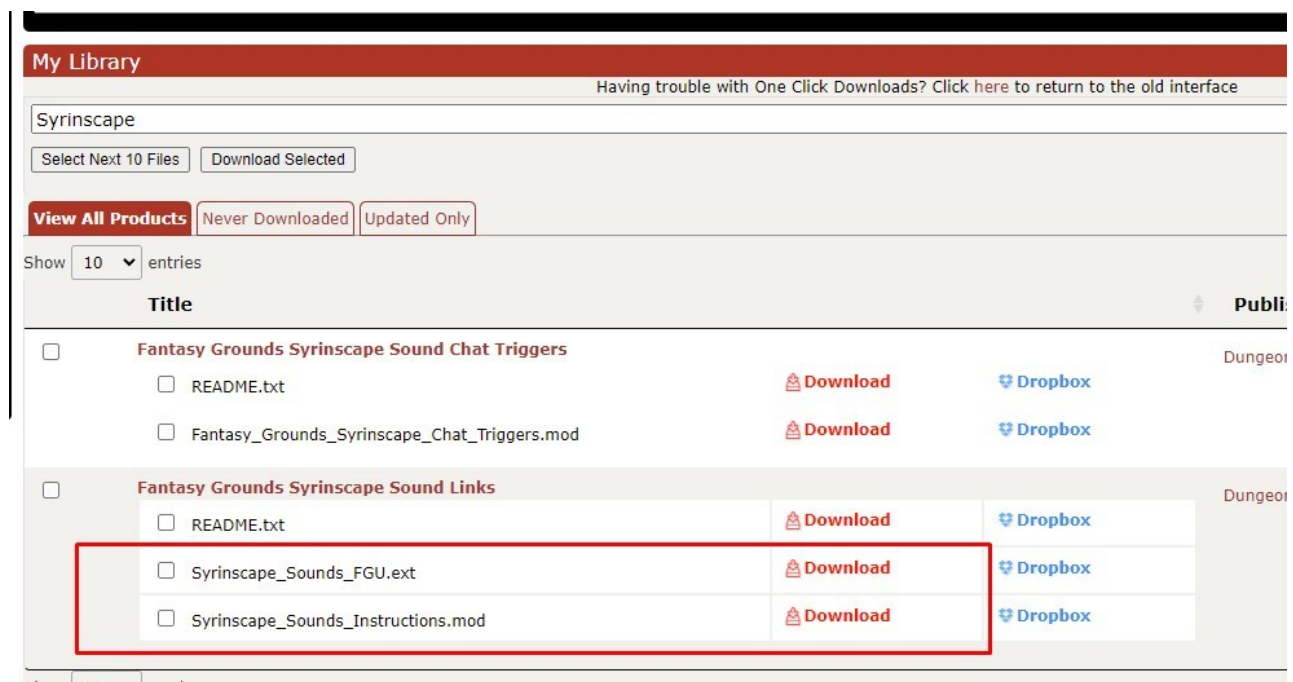 My Library
Having trouble with One Click Downloads? Click here to return to the old interface
Syrinscape
Select Next 10 Files Download Selected
View All Products Never Downloaded Updated Only
Show 10 entries
Title
Fantasy Grounds Syrinscape Sound Chat Triggers
README.txt Download Dropbox
Fantasy_Grounds_Syrinscape_Chat_Triggers.mod Download Dropbox
Fantasy Grounds Syrinscape Sound Links
README.txt Download Dropbox
Syrinscape_Sounds_FGU.ext Download Dropbox
Syrinscape_Sounds_Instructions.mod Download Dropbox